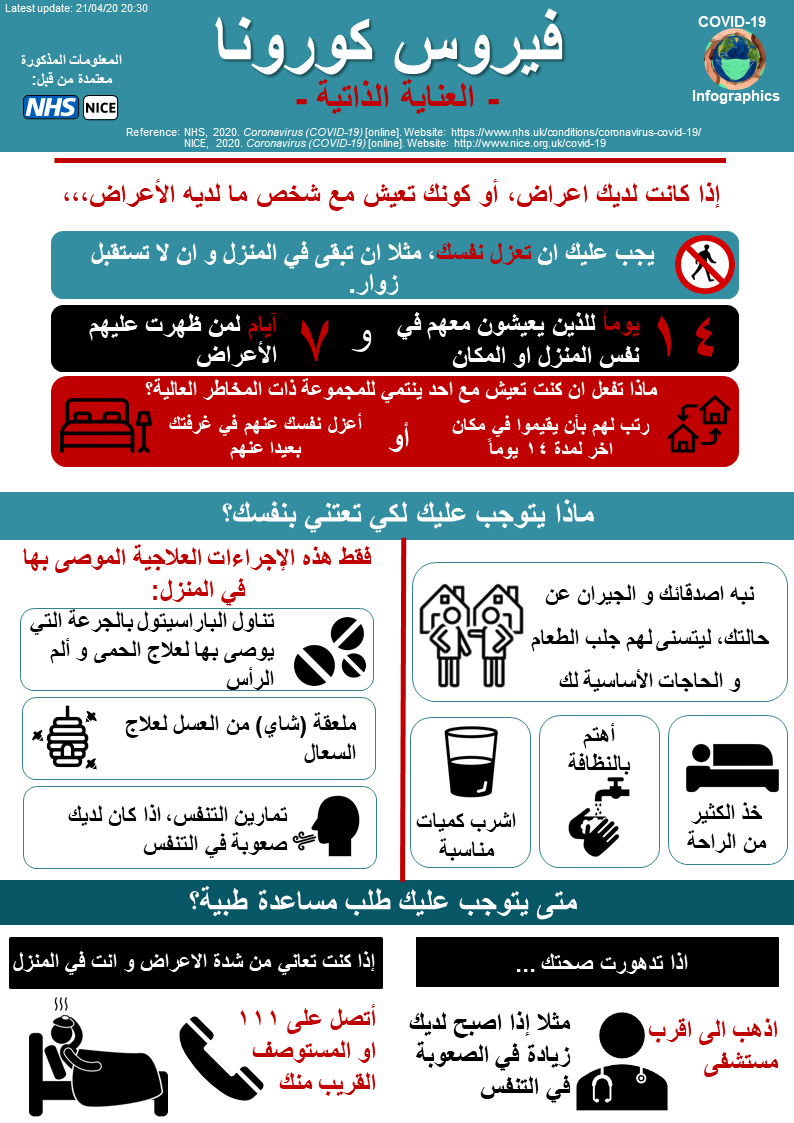 Latest update: 21/04/20 20:30
فيروس كورونا
- العناية الذاتية -
COVID-19
Infographics
المعلومات المذكورة
معتمدة من قبل:
NHS NICE
Reference: NHS, 2020. Coronavirus (COVID-19) [online]. Website: https://www.nhs.uk/conditions/coronavirus-covid-19/
NICE, 2020. Coronavirus (COVID-19) [online]. Website: http://www.nice.org.uk/covid-19
إذا كانت لديك اعراض، أو كونك تعيش مع شخص ما لديه الأعراض،،،
يجب عليك ان تعزل نفسك، مثلا ان تبقى في المنزل و ان لا تستقبل
زوار.
١٤ يوماً للذين يعيشون معهم في
نفس المنزل او المكان
و
٧ أيام لمن ظهرت عليهم
الأعراض
ماذا تفعل ان كنت تعيش مع احد ينتمي للمجموعة ذات المخاطر العالية؟
رتب لهم بأن يقيموا في مكان
اخر لمدة ١٤ يوماً
أو
أعزل نفسك عنهم في غرفتك
بعيدا عنهم
ماذا يتوجب عليك لكي تعتني بنفسك؟
نبه اصدقائك و الجيران عن
حالتك، ليتسنى لهم جلب الطعام
و الحاجات الأساسية لك
خذ الكثير
من الراحة
أهتم
بالنظافة
اشرب كميات
مناسبة
فقط هذه الإجراءات العلاجية الموصى بها
في المنزل:
تناول الباراسيتول بالجرعة التي
يوصى بها لعلاج الحمى و ألم
الرأس
ملعقة (شاي) من العسل لعلاج
السعال
تمارين التنفس، اذا كان لديك
صعوبة في التنفس
متى يتوجب عليك طلب مساعدة طبية؟
اذا تدهورت صحتك ...
اذهب الى اقرب
مستشفى
مثلا إذا اصبح لديك
زيادة في الصعوبة
في التنفس
إذا كنت تعاني من شدة الاعراض و انت في المنزل
أتصل على ١١١
او المستوصف
القريب منك